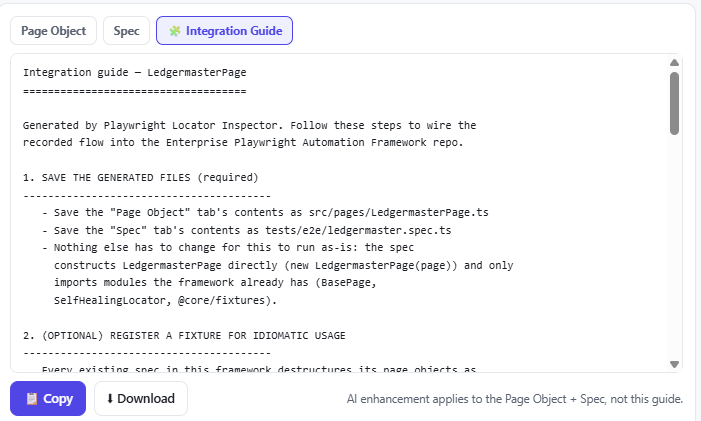 Page Object
Spec
Integration Guide
Integration guide — LedgermasterPage
====================================
Generated by Playwright Locator Inspector. Follow these steps to wire the
recorded flow into the Enterprise Playwright Automation Framework repo.
1. SAVE THE GENERATED FILES (required)
----------------------------------------
- Save the "Page Object" tab's contents as src/pages/LedgermasterPage.ts
- Save the "Spec" tab's contents as tests/e2e/ledgermaster.spec.ts
- Nothing else has to change for this to run as-is: the spec
constructs LedgermasterPage directly (new LedgermasterPage(page)) and only
imports modules the framework already has (BasePage,
SelfHealingLocator, @core/fixtures).
2. (OPTIONAL) REGISTER A FIXTURE FOR IDIOMATIC USAGE
----------------------------------------
Every existing spec in this framework destructures its page objects as
Copy
Download
AI enhancement applies to the Page Object + Spec, not this guide.